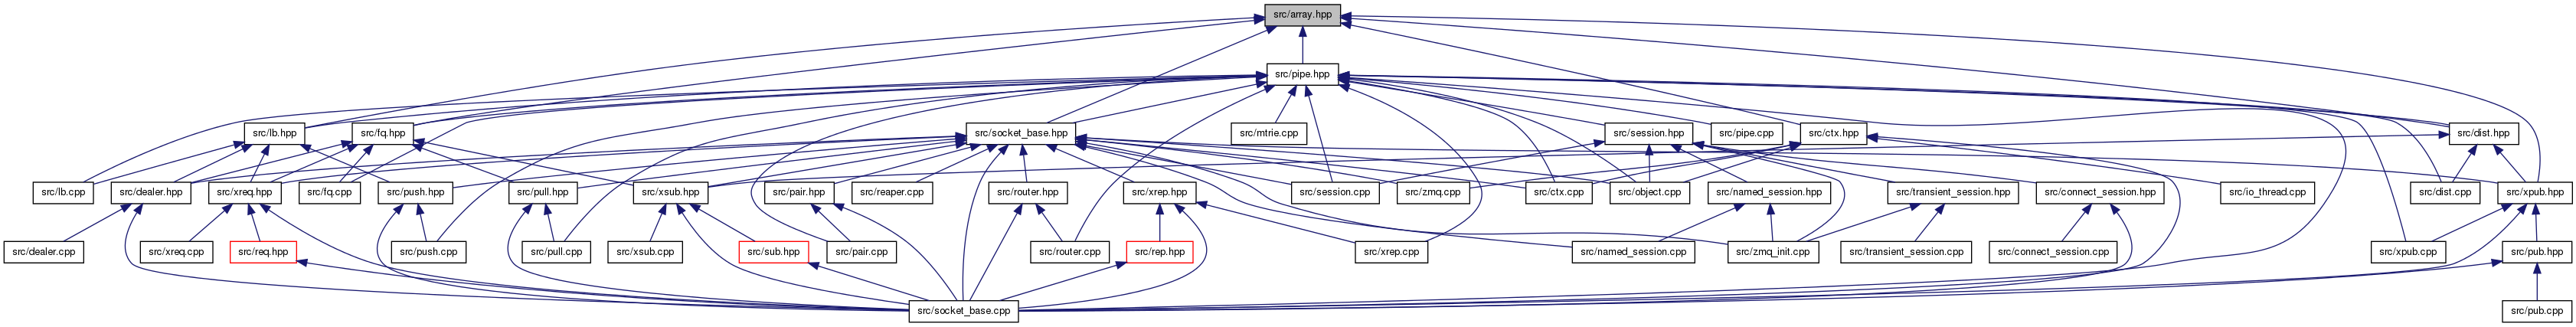 src/array.hpp
src/pipe.hpp
src/lb.hpp
src/fq.hpp
src/socket_base.hpp
src/mtrie.cpp
src/session.hpp
src/pipe.cpp
src/ctx.hpp
src/dist.hpp
src/lb.cpp
src/dealer.hpp
src/xreq.hpp
src/fq.cpp
src/push.hpp
src/pull.hpp
src/xsub.hpp
src/pair.hpp
src/reaper.cpp
src/router.hpp
src/xrep.hpp
src/session.cpp
src/zmq.cpp
src/ctx.cpp
src/object.cpp
src/named_session.hpp
src/transient_session.hpp
src/connect_session.hpp
src/io_thread.cpp
src/dist.cpp
src/xpub.hpp
src/dealer.cpp
src/xreq.cpp
src/req.hpp
src/push.cpp
src/pull.cpp
src/xsub.cpp
src/sub.hpp
src/pair.cpp
src/router.cpp
src/rep.hpp
src/xrep.cpp
src/named_session.cpp
src/zmq_init.cpp
src/transient_session.cpp
src/connect_session.cpp
src/xpub.cpp
src/pub.hpp
src/socket_base.cpp
src/pub.cpp